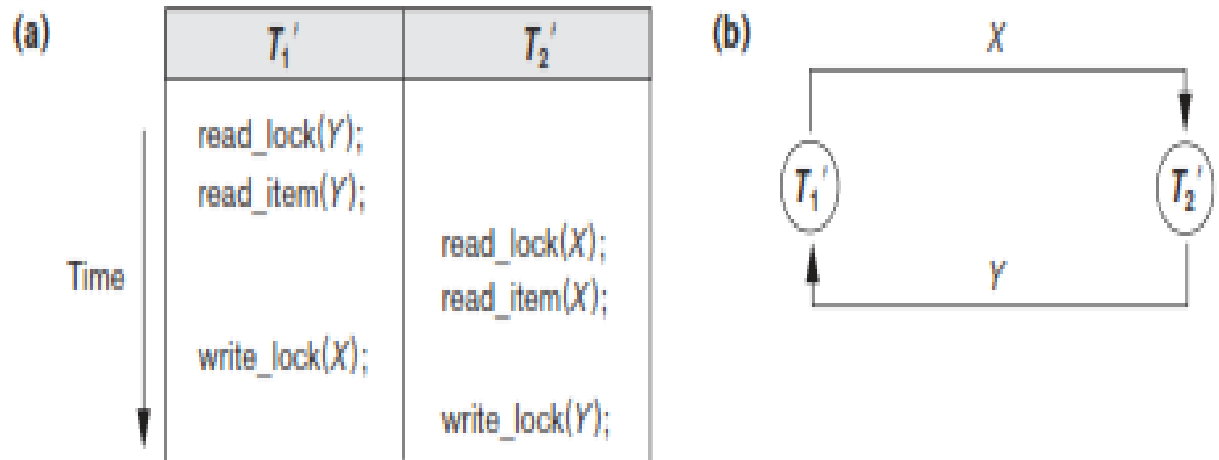 (a)
T₁′ T₂′
read_lock(Y);
read_item(Y);
read_lock(X);
read_item(X);
Time
write_lock(X);
write_lock(Y);
(b)
X
T₁′ T₂′
Y